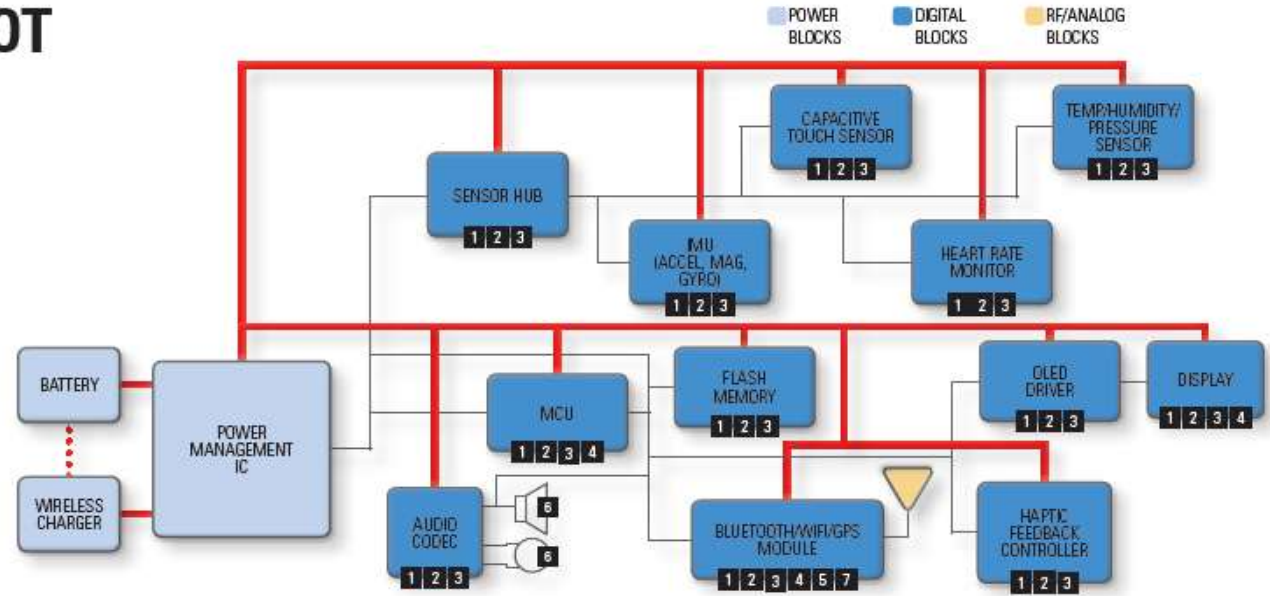 OT
POWER
BLOCKS
DIGITAL
BLOCKS
RF/ANALOG
BLOCKS
CAPACITIVE
TOUCH SENSOR
1 2 3
TEMP/HUMIDITY/
PRESSURE
SENSOR
1 2 3
SENSOR HUB
1 2 3
IMU
(ACCEL, MAG,
GYRO)
1 2 3
HEART RATE
MONITOR
1 2 3
BATTERY
POWER
MANAGEMENT
IC
WIRELESS
CHARGER
MCU
1 2 3 4
FLASH
MEMORY
1 2 3
OLED
DRIVER
1 2 3
DISPLAY
1 2 3 4
AUDIO
CODEC
1 2 3
6
6
BLUETOOTH/WIFI/GPS
MODULE
1 2 3 4 5 7
HAPTIC
FEEDBACK
CONTROLLER
1 2 3